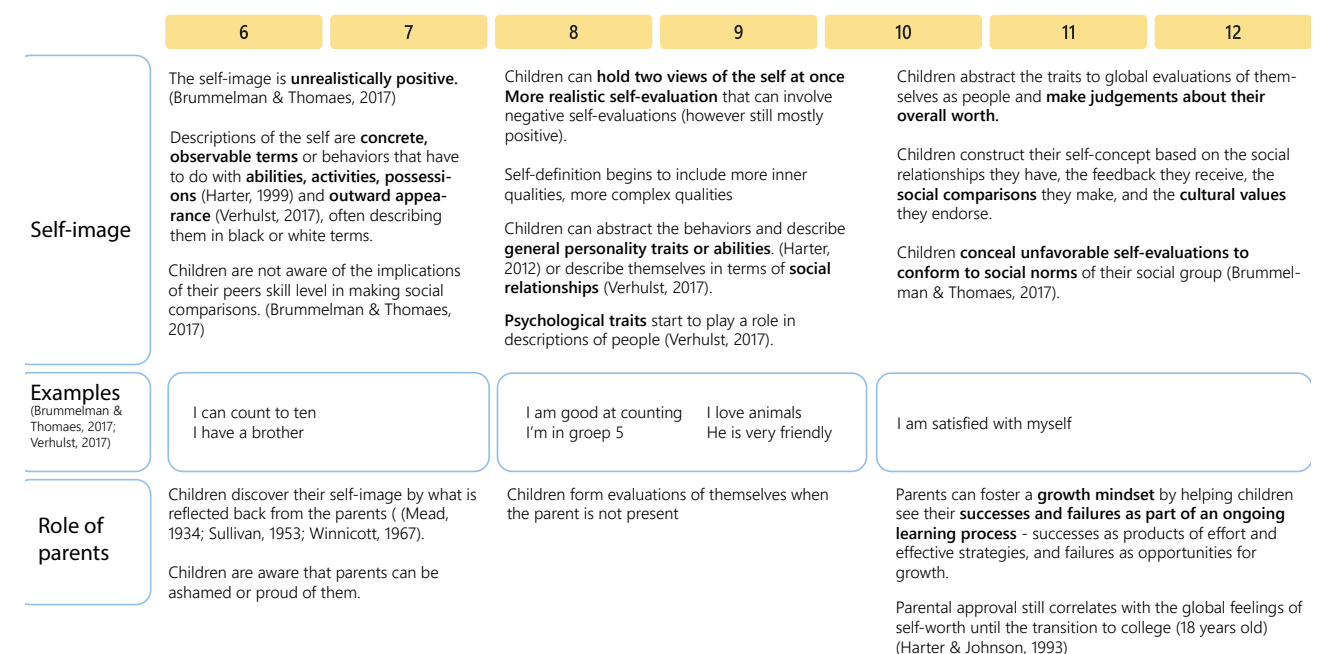 6 7 8 9 10 11 12
Self-image
The self-image is unrealistically positive.
(Brummelman & Thomaes, 2017)
Descriptions of the self are concrete,
observable terms or behaviors that have
to do with abilities, activities, possessi-
ons (Harter, 1999) and outward appea-
rance (Verhulst, 2017), often describing
them in black or white terms.
Children are not aware of the implications
of their peers skill level in making social
comparisons. (Brummelman & Thomaes,
2017)
Children can hold two views of the self at once
More realistic self-evaluation that can involve
negative self-evaluations (however still mostly
positive).
Self-definition begins to include more inner
qualities, more complex qualities
Children can abstract the behaviors and describe
general personality traits or abilities. (Harter,
2012) or describe themselves in terms of social
relationships (Verhulst, 2017).
Psychological traits start to play a role in
descriptions of people (Verhulst, 2017).
Children abstract the traits to global evaluations of them-
selves as people and make judgements about their
overall worth.
Children construct their self-concept based on the social
relationships they have, the feedback they receive, the
social comparisons they make, and the cultural values
they endorse.
Children conceal unfavorable self-evaluations to
conform to social norms of their social group (Brummel-
man & Thomaes, 2017).
Examples
(Brummelman &
Thomaes, 2017;
Verhulst, 2017)
I can count to ten
I have a brother
I am good at counting
I'm in groep 5
I love animals
He is very friendly
I am satisfied with myself
Role of
parents
Children discover their self-image by what is
reflected back from the parents ( (Mead,
1934; Sullivan, 1953; Winnicott, 1967).
Children are aware that parents can be
ashamed or proud of them.
Children form evaluations of themselves when
the parent is not present
Parents can foster a growth mindset by helping children
see their successes and failures as part of an ongoing
learning process - successes as products of effort and
effective strategies, and failures as opportunities for
growth.
Parental approval still correlates with the global feelings of
self-worth until the transition to college (18 years old)
(Harter & Johnson, 1993)